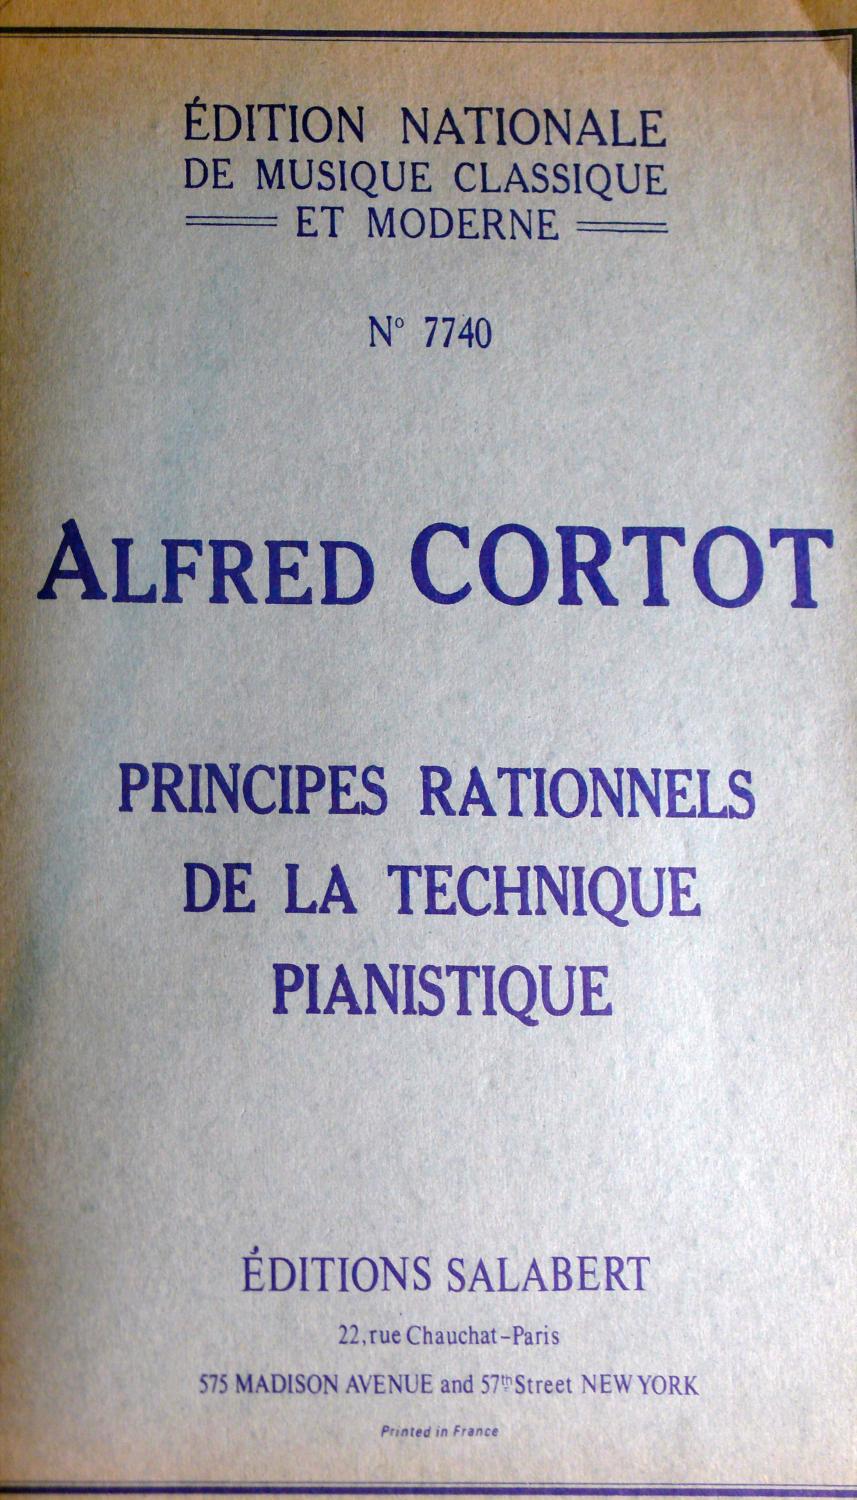 ÉDITION NATIONALE
DE MUSIQUE CLASSIQUE
ET MODERNE
Nº 7740
ALFRED CORTOT
PRINCIPES RATIONNELS
DE LA TECHNIQUE
PIANISTIQUE
ÉDITIONS SALABERT
22, rue Chauchat-Paris
575 MADISON AVENUE and 57th Street NEW YORK
Printed in France